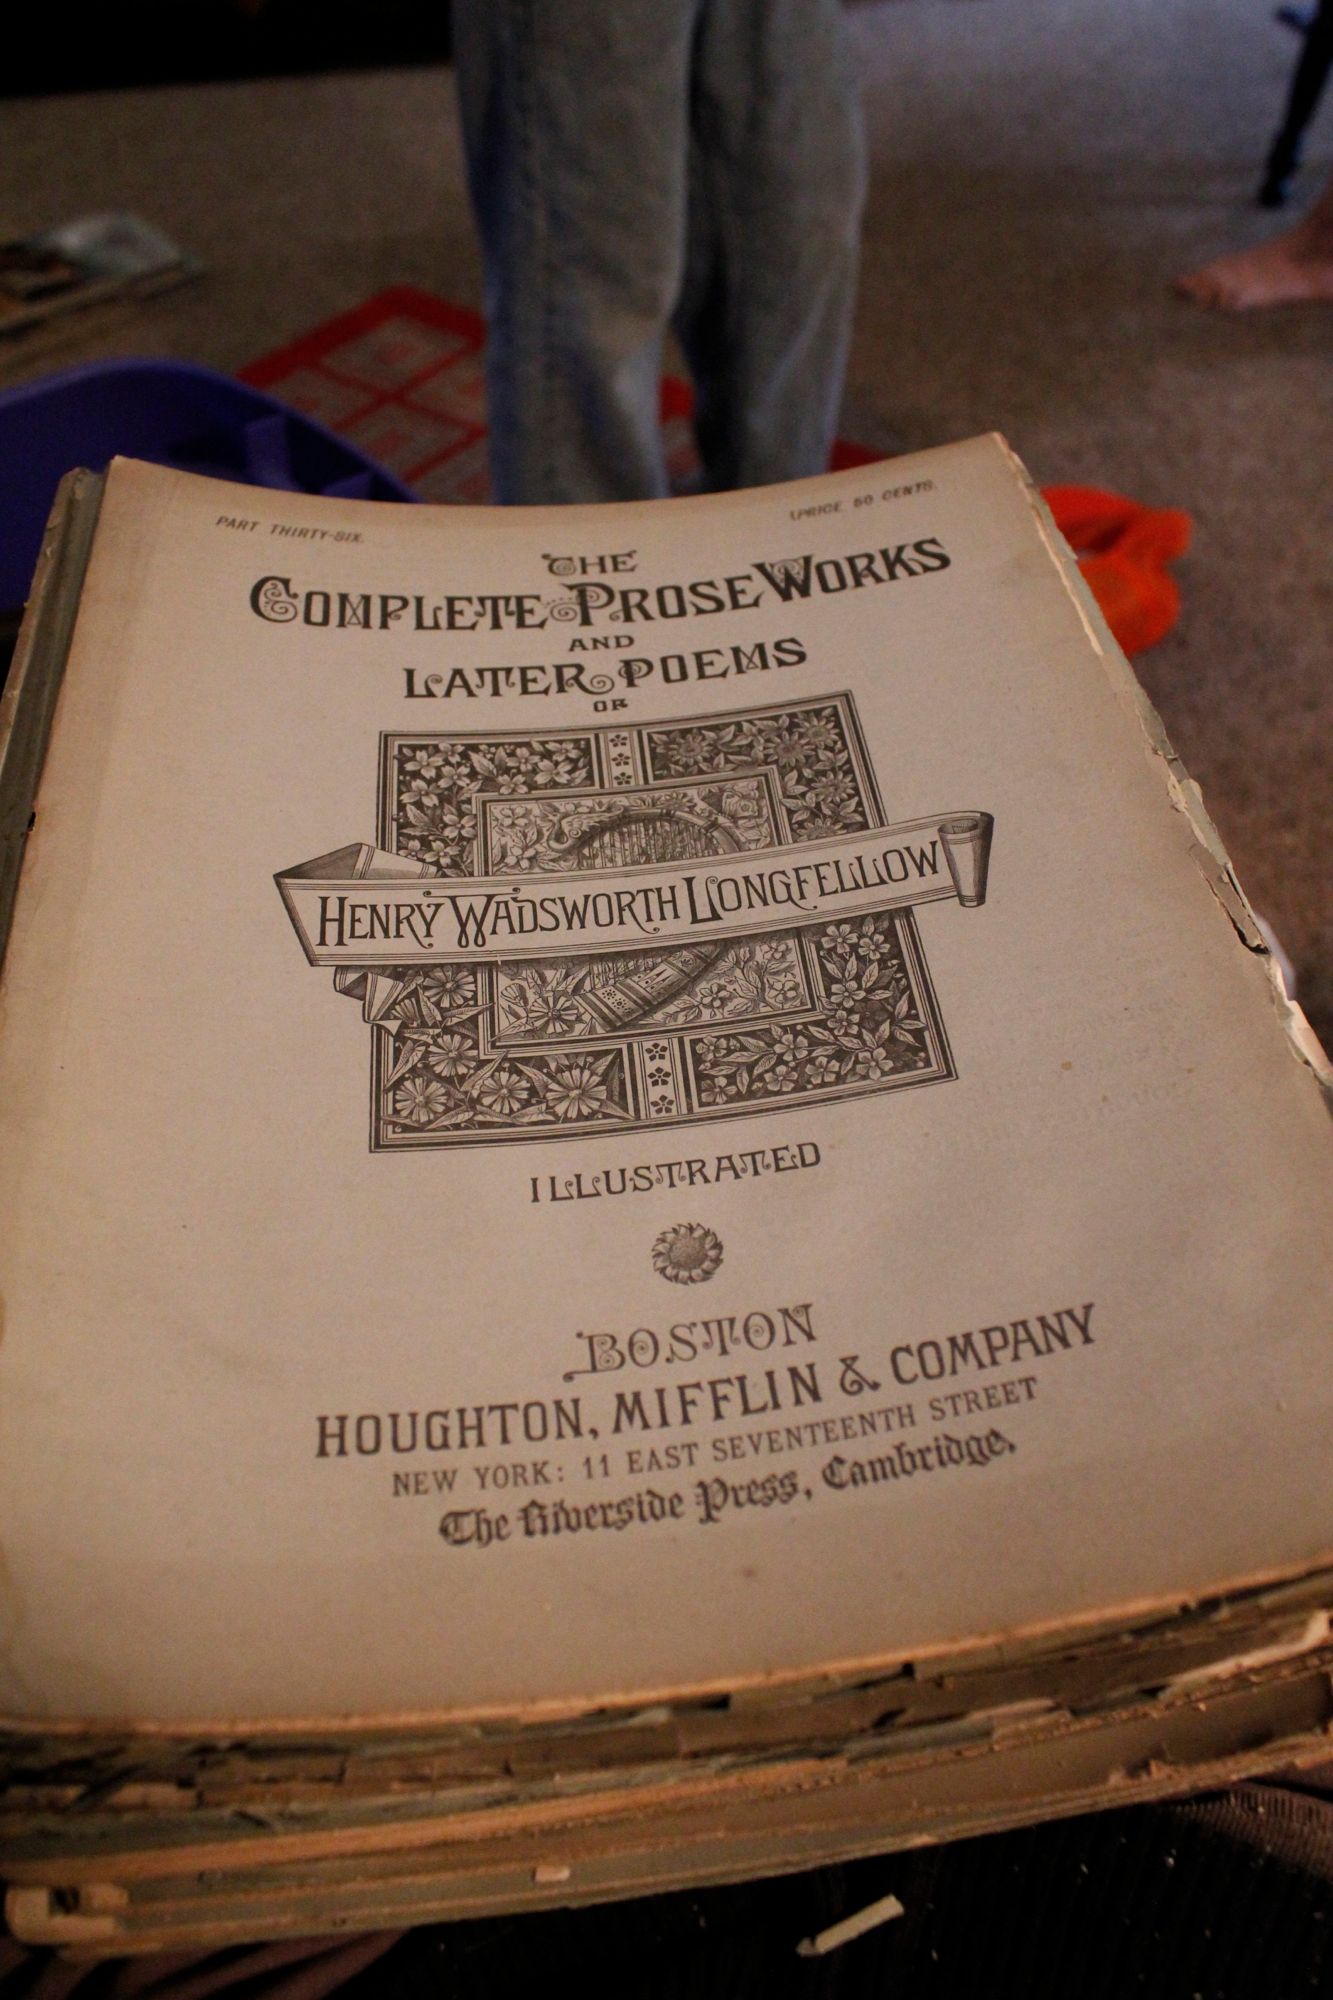 PART THIRTY-SIX.
PRICE 50 CENTS.
THE
COMPLETE PROSE WORKS
AND
LATER POEMS
OF
HENRY WADSWORTH LONGFELLOW
ILLUSTRATED
BOSTON
HOUGHTON, MIFFLIN & COMPANY
NEW YORK: 11 EAST SEVENTEENTH STREET
The Riverside Press, Cambridge.